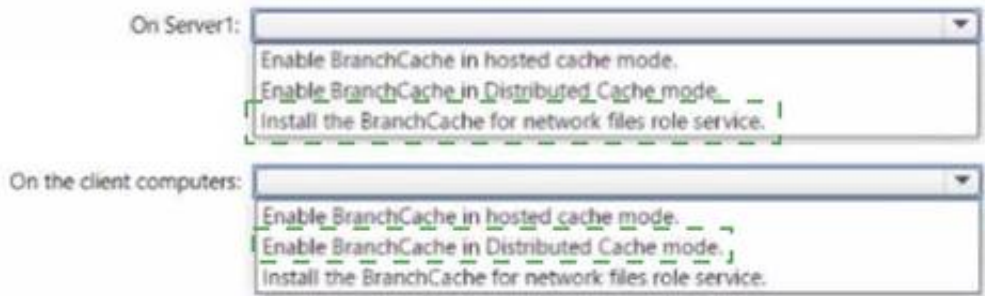 On Server1:
Enable BranchCache in hosted cache mode.
Enable BranchCache in Distributed Cache mode.
Install the BranchCache for network files role service.
On the client computers:
Enable BranchCache in hosted cache mode.
Enable BranchCache in Distributed Cache mode.
Install the BranchCache for network files role service.